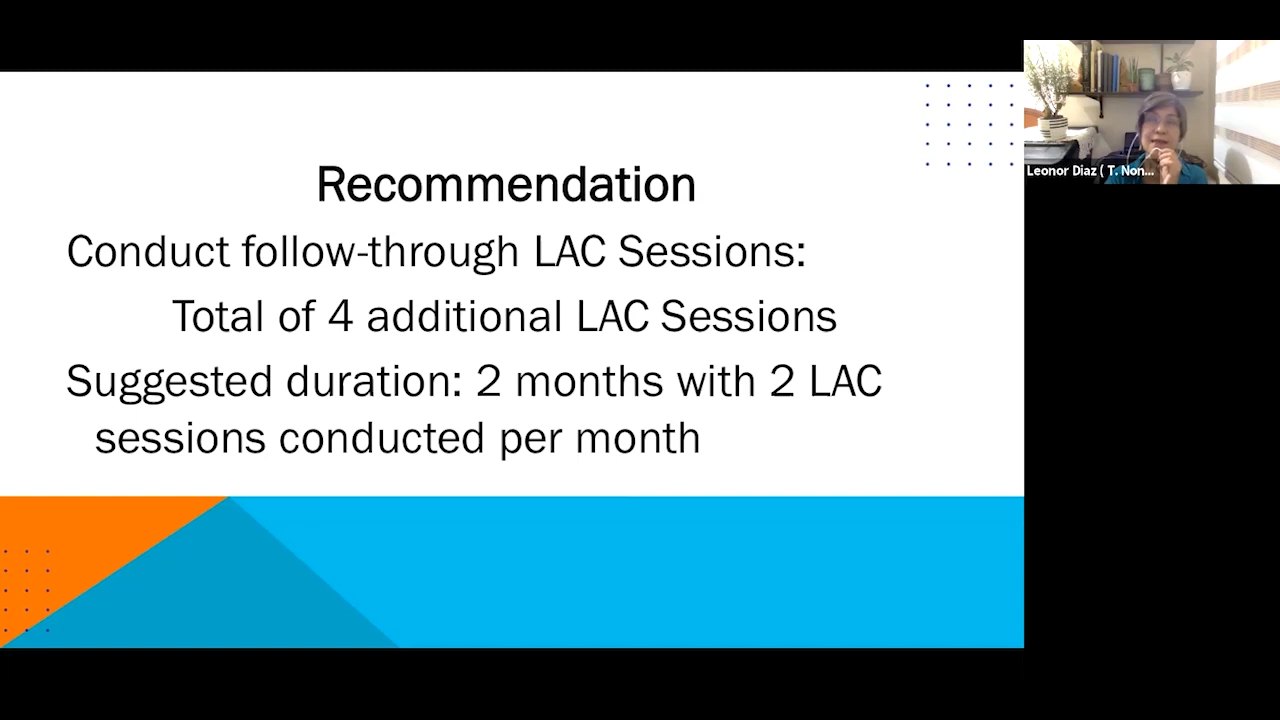 Recommendation
Conduct follow-through LAC Sessions:
Total of 4 additional LAC Sessions
Suggested duration: 2 months with 2 LAC
sessions conducted per month
Leonor Diaz ( T. Non...